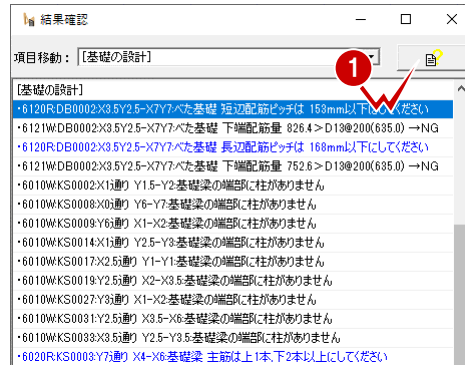 結果確認
項目移動： [基礎の設計]
1
[基礎の設計]
・6120R:DB0002:X3.5Y2.5-X7Y7:べた基礎 短辺配筋ピッチは 153mm以下にしてください
・6121W:DB0002:X3.5Y2.5-X7Y7:べた基礎 下端配筋量 826.4＞D13@200(635.0) →NG
・6120R:DB0002:X3.5Y2.5-X7Y7:べた基礎 長辺配筋ピッチは 168mm以下にしてください
・6121W:DB0002:X3.5Y2.5-X7Y7:べた基礎 下端配筋量 752.6＞D13@200(635.0) →NG
・6010W:KS0002:X1通り Y1.5-Y2:基礎梁の端部に柱がありません
・6010W:KS0008:X0通り Y6-Y7:基礎梁の端部に柱がありません
・6010W:KS0009:Y6通り X1-X2:基礎梁の端部に柱がありません
・6010W:KS0014:X1通り Y2.5-Y3:基礎梁の端部に柱がありません
・6010W:KS0017:X2.5通り Y1-Y1:基礎梁の端部に柱がありません
・6010W:KS0019:Y2.5通り X2-X3.5:基礎梁の端部に柱がありません
・6010W:KS0027:Y3通り X1-X2:基礎梁の端部に柱がありません
・6010W:KS0031:Y2.5通り X3.5-X6:基礎梁の端部に柱がありません
・6010W:KS0033:X3.5通り Y2.5-Y3.5:基礎梁の端部に柱がありません
・6020R:KS0003:Y7通り X4-X6:基礎梁 主筋は上1本、下2本以上にしてください